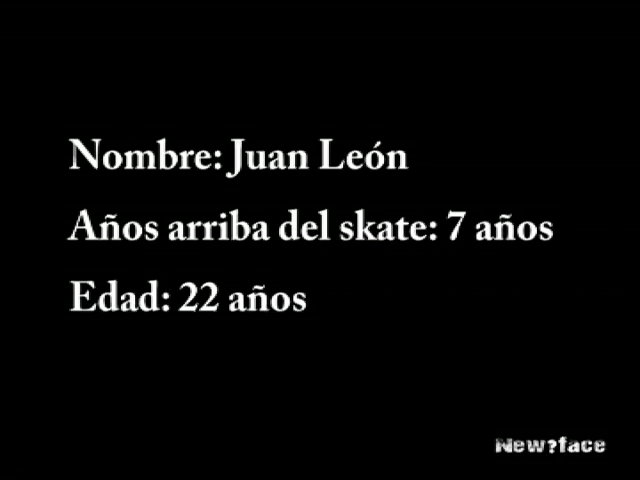 Nombre: Juan León
Años arriba del skate: 7 años
Edad: 22 años
New?face